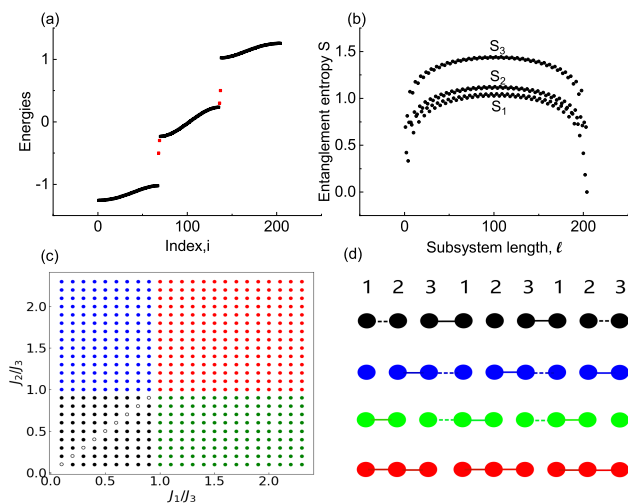 (a)
Energies
1
0
-1
0
100
200
Index,i
(b)
Entanglement entropy S
1.5
1.0
0.5
0.0
0
100
200
S3
S2
S1
Subsystem length, ℓ
(c)
J2/J3
2.0
1.5
1.0
0.5
0.0
0.0 0.5 1.0 1.5 2.0
J1/J3
(d)
1 2 3 1 2 3 1 2 3